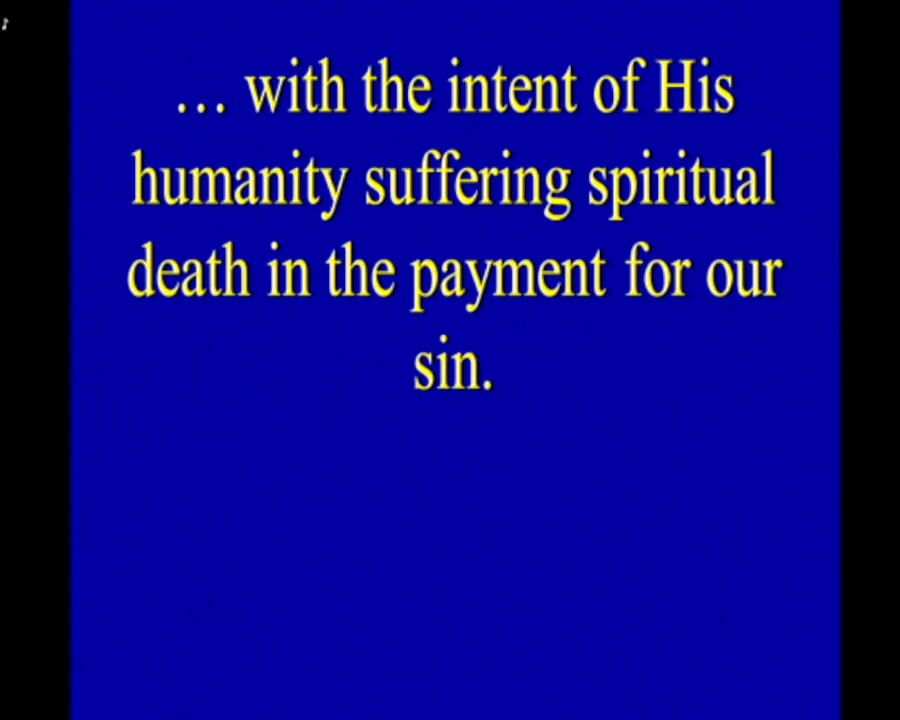 … with the intent of His
humanity suffering spiritual
death in the payment for our
sin.